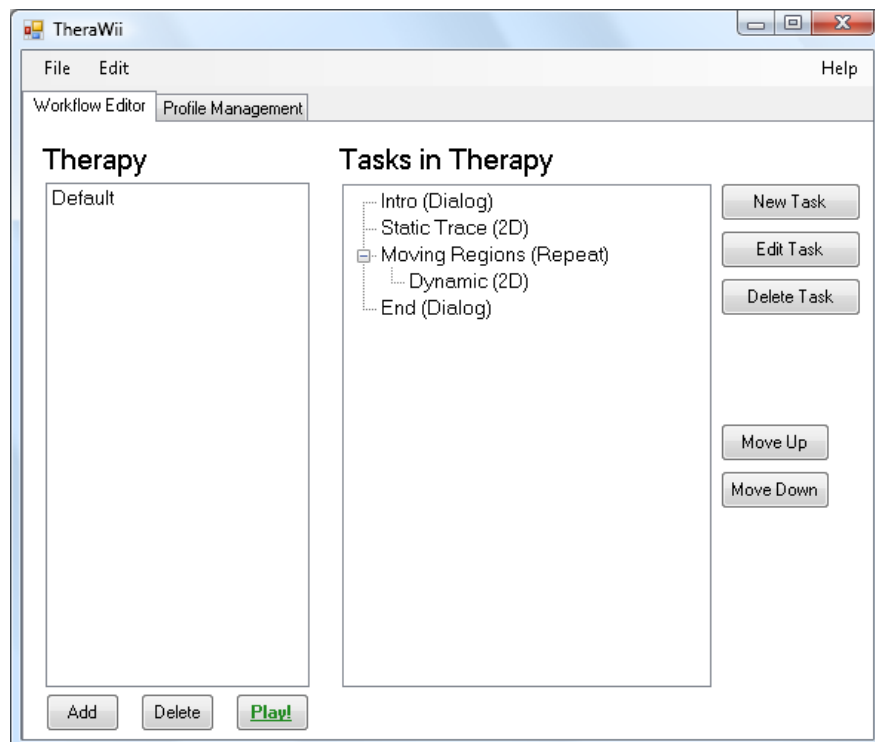 TheraWii
File Edit Help
Workflow Editor Profile Management
Therapy
Default
Add Delete Play!
Tasks in Therapy
Intro (Dialog)
Static Trace (2D)
Moving Regions (Repeat)
Dynamic (2D)
End (Dialog)
New Task
Edit Task
Delete Task
Move Up
Move Down